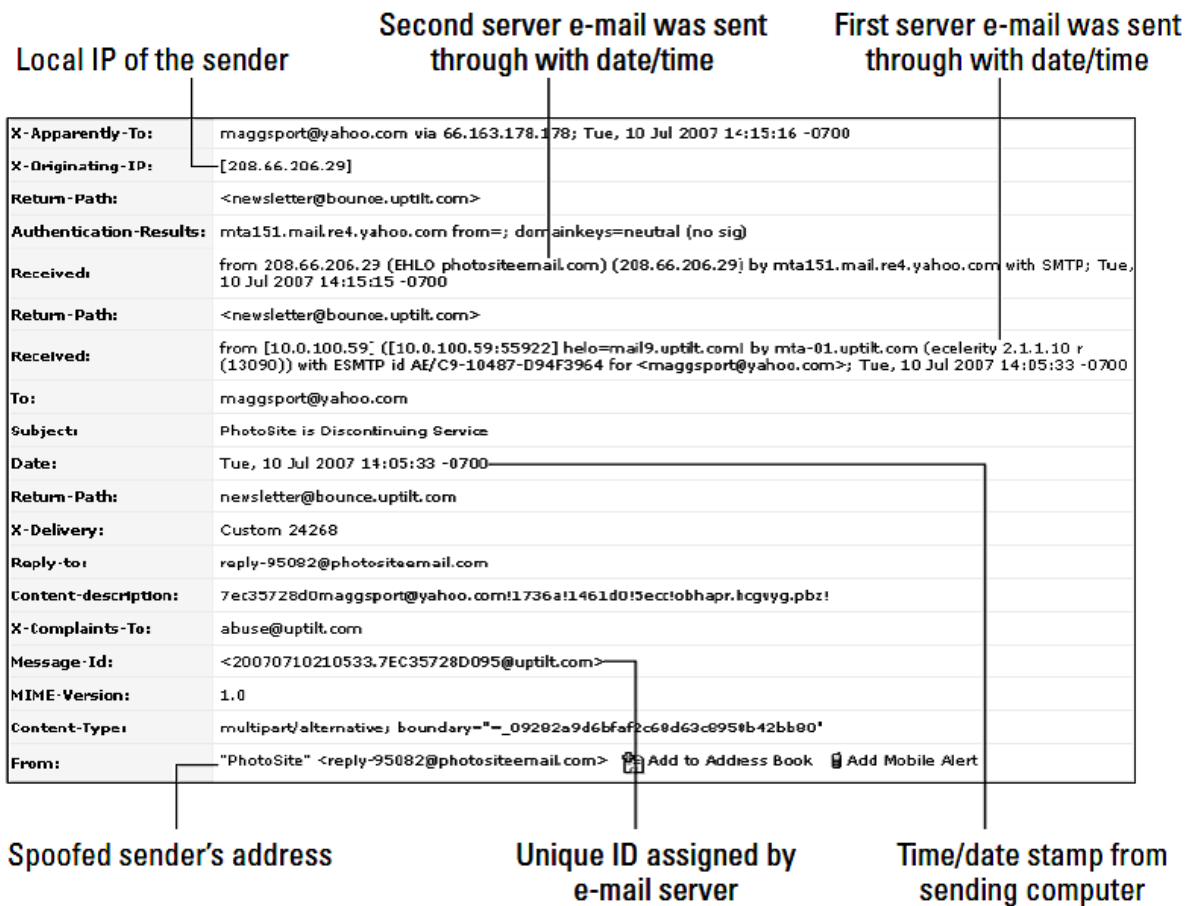 Local IP of the sender
Second server e-mail was sent
through with date/time
First server e-mail was sent
through with date/time
X-Apparently-To: maggsport@yahoo.com via 66.163.178.178; Tue, 10 Jul 2007 14:15:16 -0700
X-Originating-IP: [208.66.206.29]
Return-Path: <newsletter@bounce.uptilt.com>
Authentication-Results: mta151.mail.re4.yahoo.com from=; domainkeys=neutral (no sig)
Received: from 208.66.206.29 (EHLO photositeemail.com) (208.66.206.29) by mta151.mail.re4.yahoo.com with SMTP; Tue,
10 Jul 2007 14:15:15 -0700
Return-Path: <newsletter@bounce.uptilt.com>
Received: from [10.0.100.59] ([10.0.100.59:55922] helo=mail9.uptilt.com) by mta-01.uptilt.com (ecelerity 2.1.1.10 r
(13090)) with ESMTP id AE/C9-10487-D94F3964 for <maggsport@yahoo.com>; Tue, 10 Jul 2007 14:05:33 -0700
To: maggsport@yahoo.com
Subject: PhotoSite is Discontinuing Service
Date: Tue, 10 Jul 2007 14:05:33 -0700
Return-Path: newsletter@bounce.uptilt.com
X-Delivery: Custom 24268
Reply-to: reply-95082@photositeemail.com
Content-description: 7ec35728d0maggsport@yahoo.com!1736a!1461d0!5ecc!obhapr.hcgvyg.pbz!
X-Complaints-To: abuse@uptilt.com
Message-Id: <20070710210533.7EC35728D095@uptilt.com>
MIME-Version: 1.0
Content-Type: multipart/alternative; boundary="=_09282a9d6bfaf2c68d63c8958b42bb80"
From: "PhotoSite" <reply-95082@photositeemail.com> Add to Address Book Add Mobile Alert
Spoofed sender's address
Unique ID assigned by
e-mail server
Time/date stamp from
sending computer